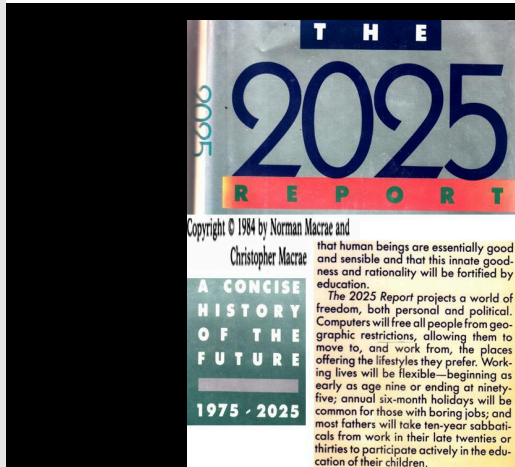 THE
2025
2025
REPORT
Copyright © 1984 by Norman Macrae and
Christopher Macrae
A CONCISE
HISTORY
OF THE
FUTURE
1975 - 2025
that human beings are essentially good
and sensible and that this innate good-
ness and rationality will be fortified by
education.
The 2025 Report projects a world of
freedom, both personal and political.
Computers will free all people from geo-
graphic restrictions, allowing them to
move to, and work from, the places
offering the lifestyles they prefer. Work-
ing lives will be flexible—beginning as
early as age nine or ending at ninety-
five; annual six-month holidays will be
common for those with boring jobs; and
most fathers will take ten-year sabbati-
cals from work in their late twenties or
thirties to participate actively in the edu-
cation of their children.